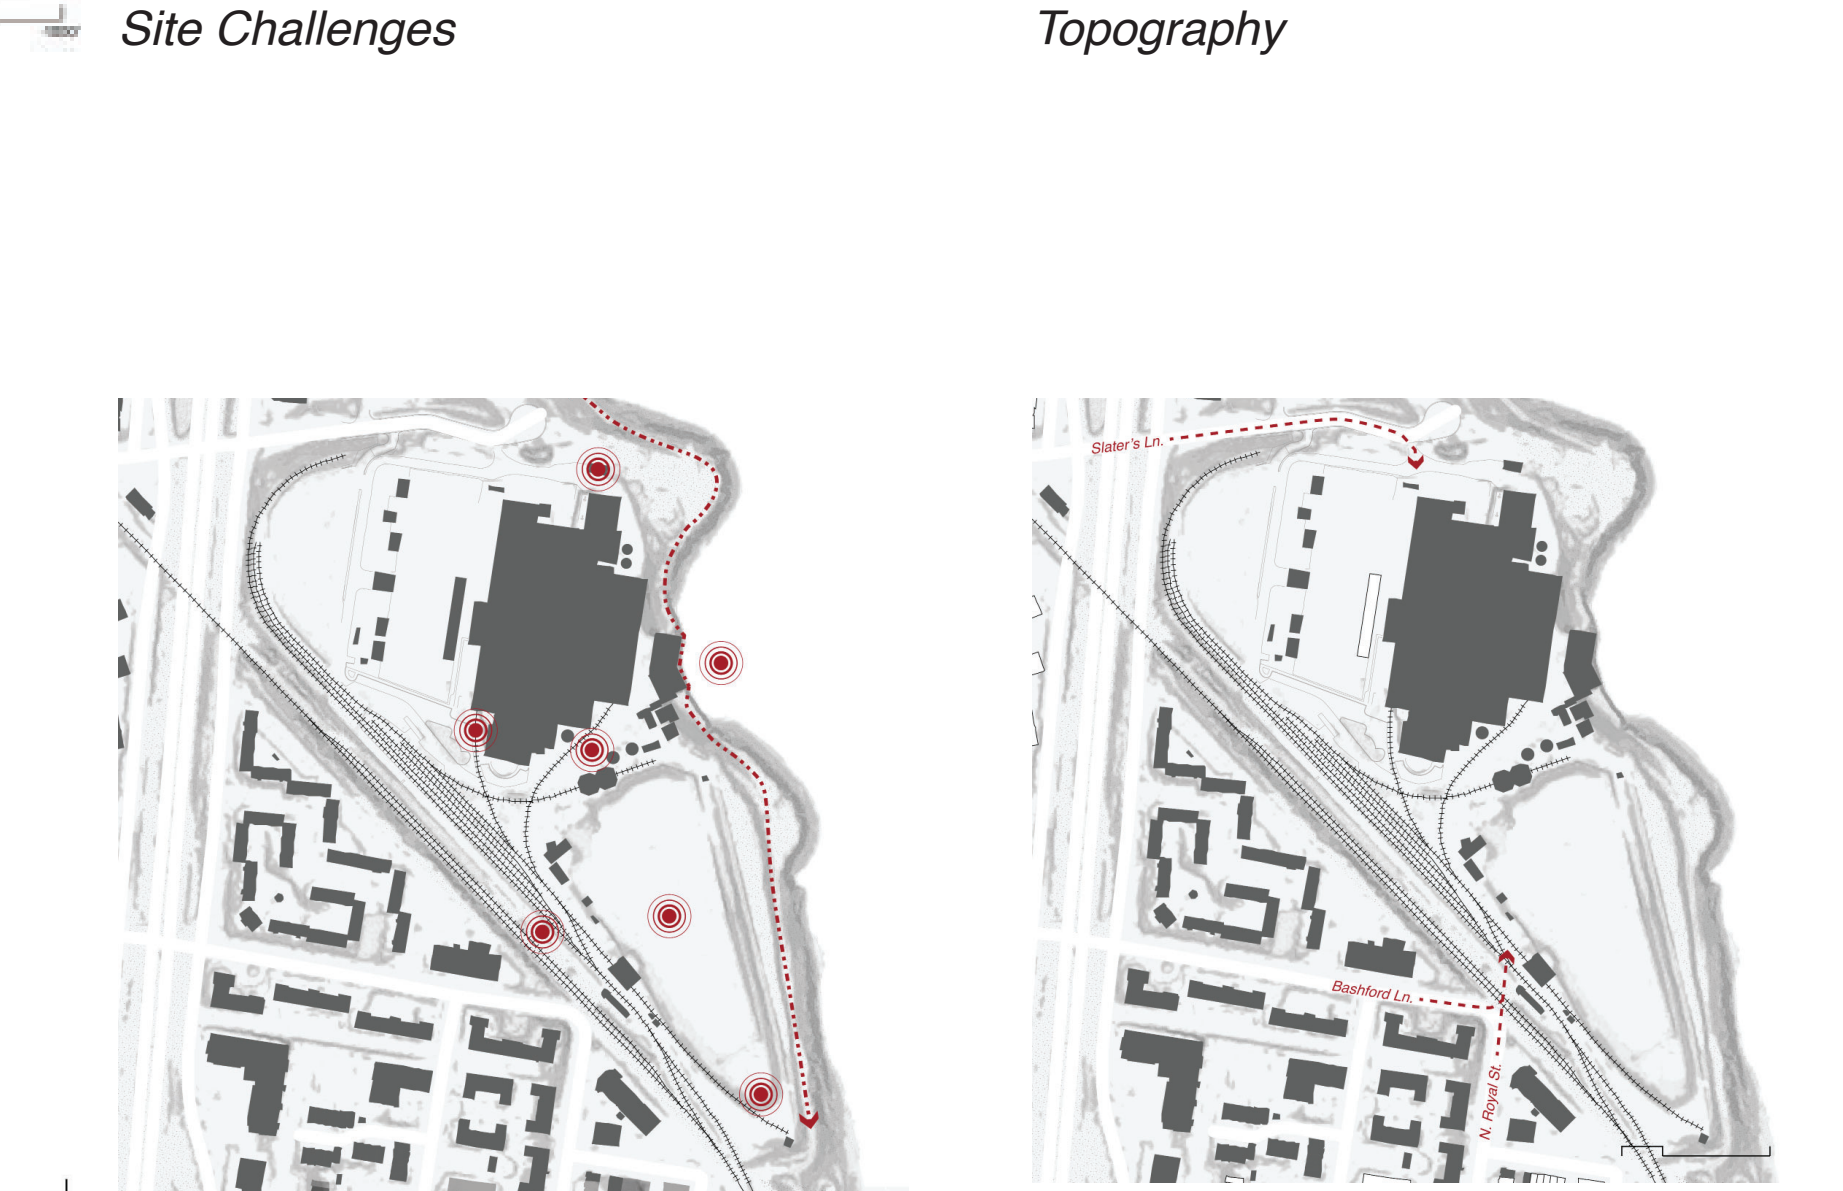 Site Challenges
Topography
Slater's Ln.
Bashford Ln.
N. Royal St.